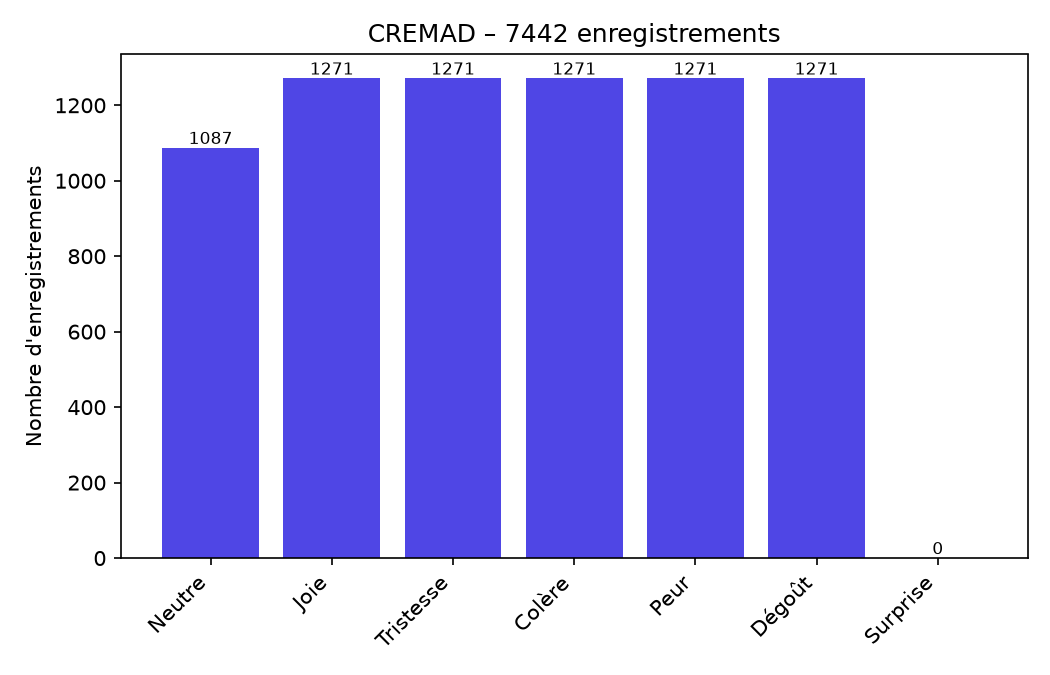 CREMAD – 7442 enregistrements
Nombre d'enregistrements
1200
1000
800
600
400
200
0
1087
1271
1271
1271
1271
1271
0
Neutre
Joie
Tristesse
Colère
Peur
Dégoût
Surprise